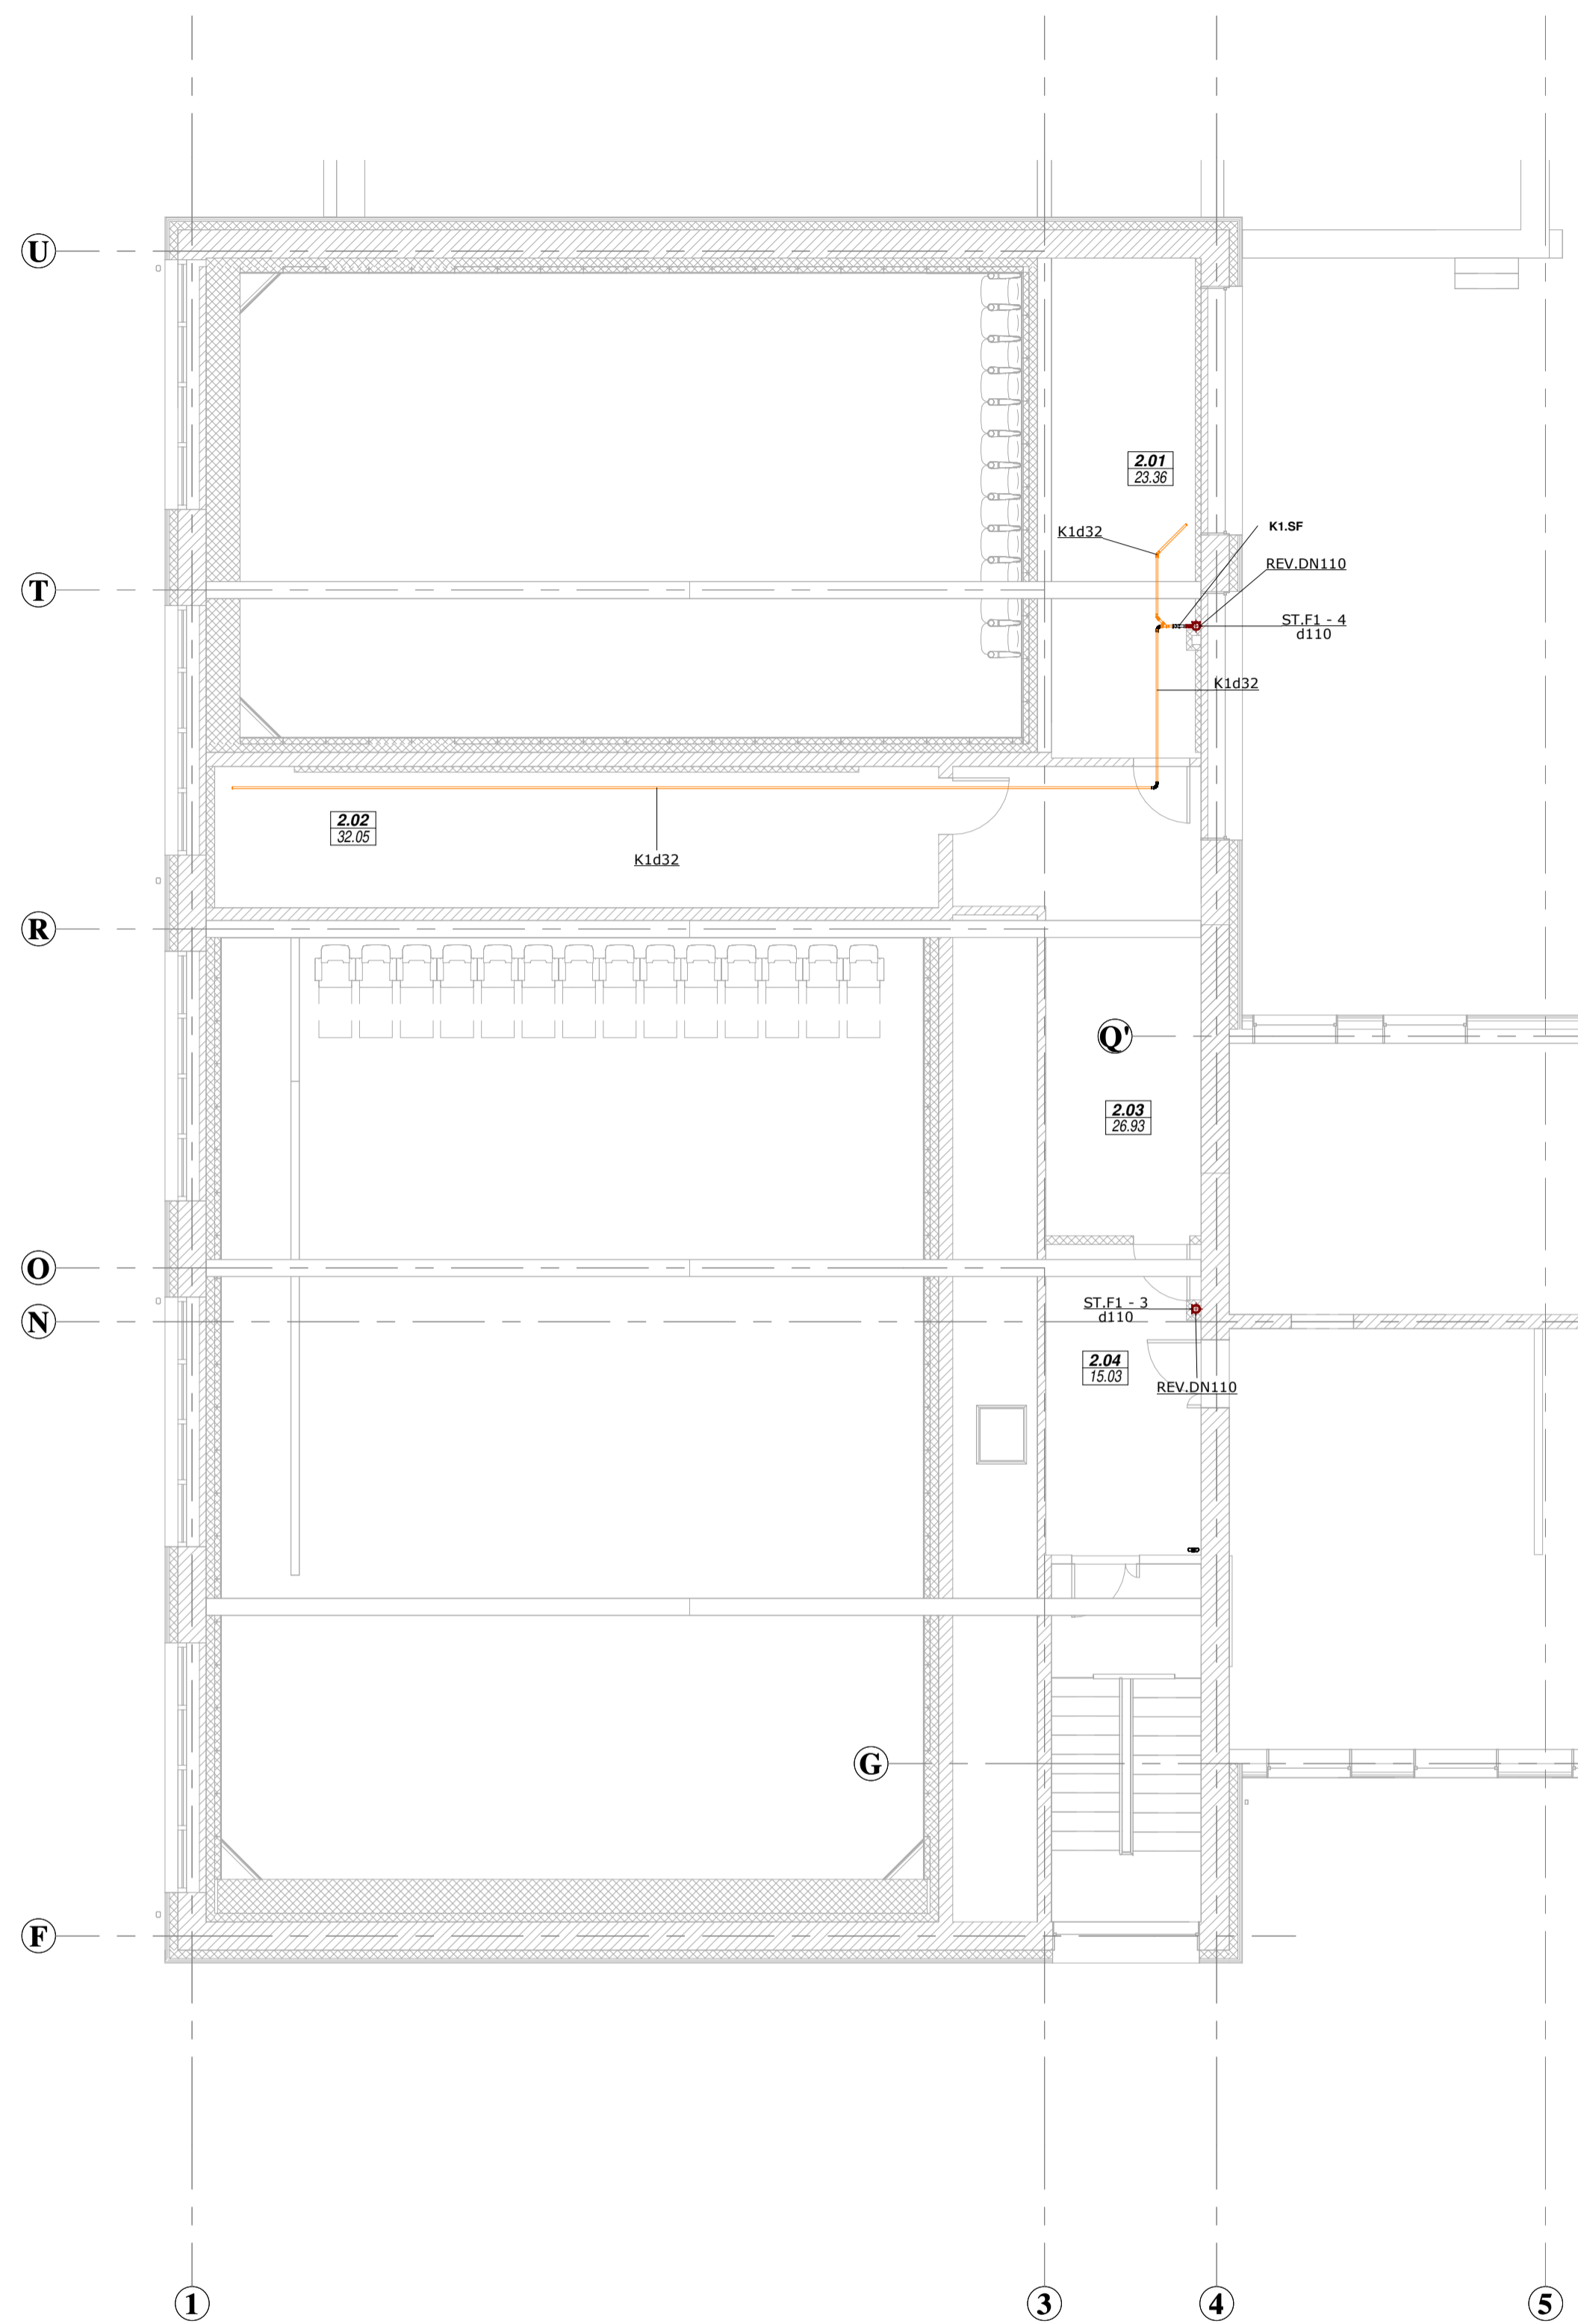 U
2.01
23.36
K1.SF
K1d32
REV.DN110
T
ST.F1 - 4
d110
K1d32
2.02
32.05
K1d32
R
Q'
2.03
26.93
O
ST.F1 - 3
d110
N
2.04
15.03
REV.DN110
G
F
1
3
4
5